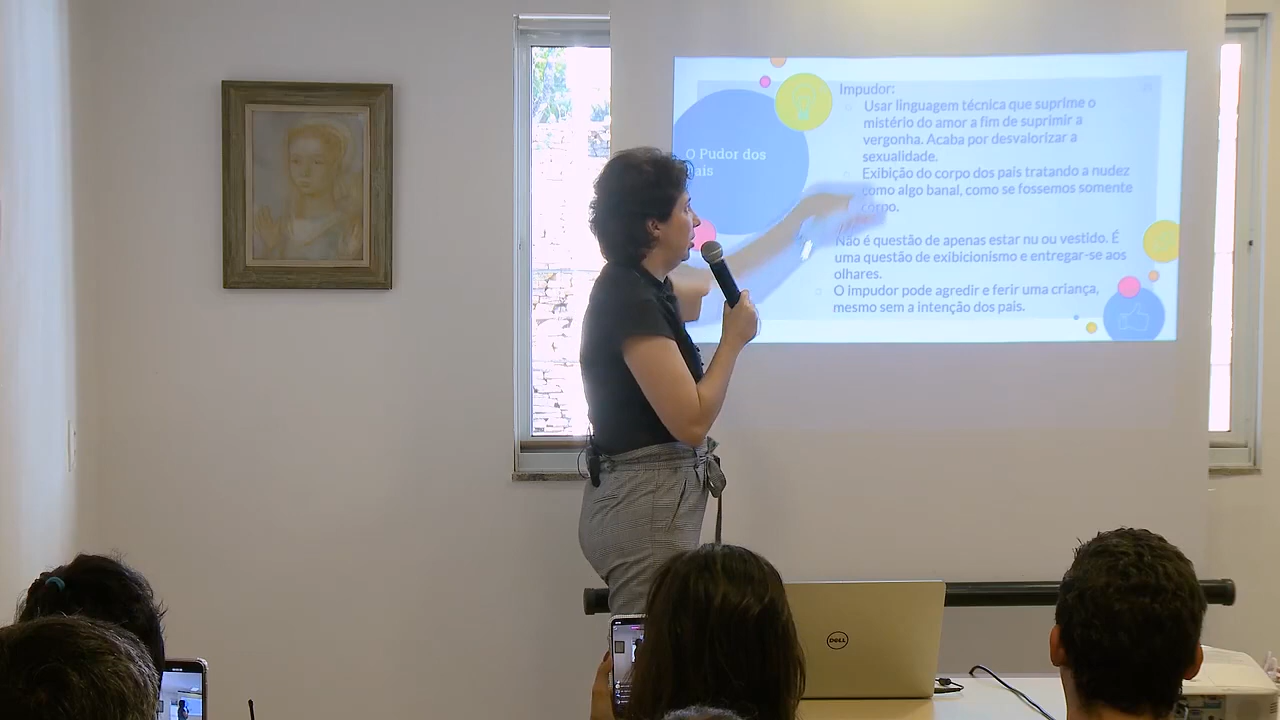 O Pudor dos
Impudor:
Usar linguagem técnica que suprime o
mistério do amor a fim de suprimir a
vergonha. Acaba por desvalorizar a
sexualidade.
Exibição do corpo dos pais tratando a nudez
como algo banal, como se fossemos somente
corpo.
Não é questão de apenas estar nu ou vestido. É
uma questão de exibicionismo e entregar-se aos
olhares.
O impudor pode agredir e ferir uma criança,
mesmo sem a intenção dos pais.
DELL